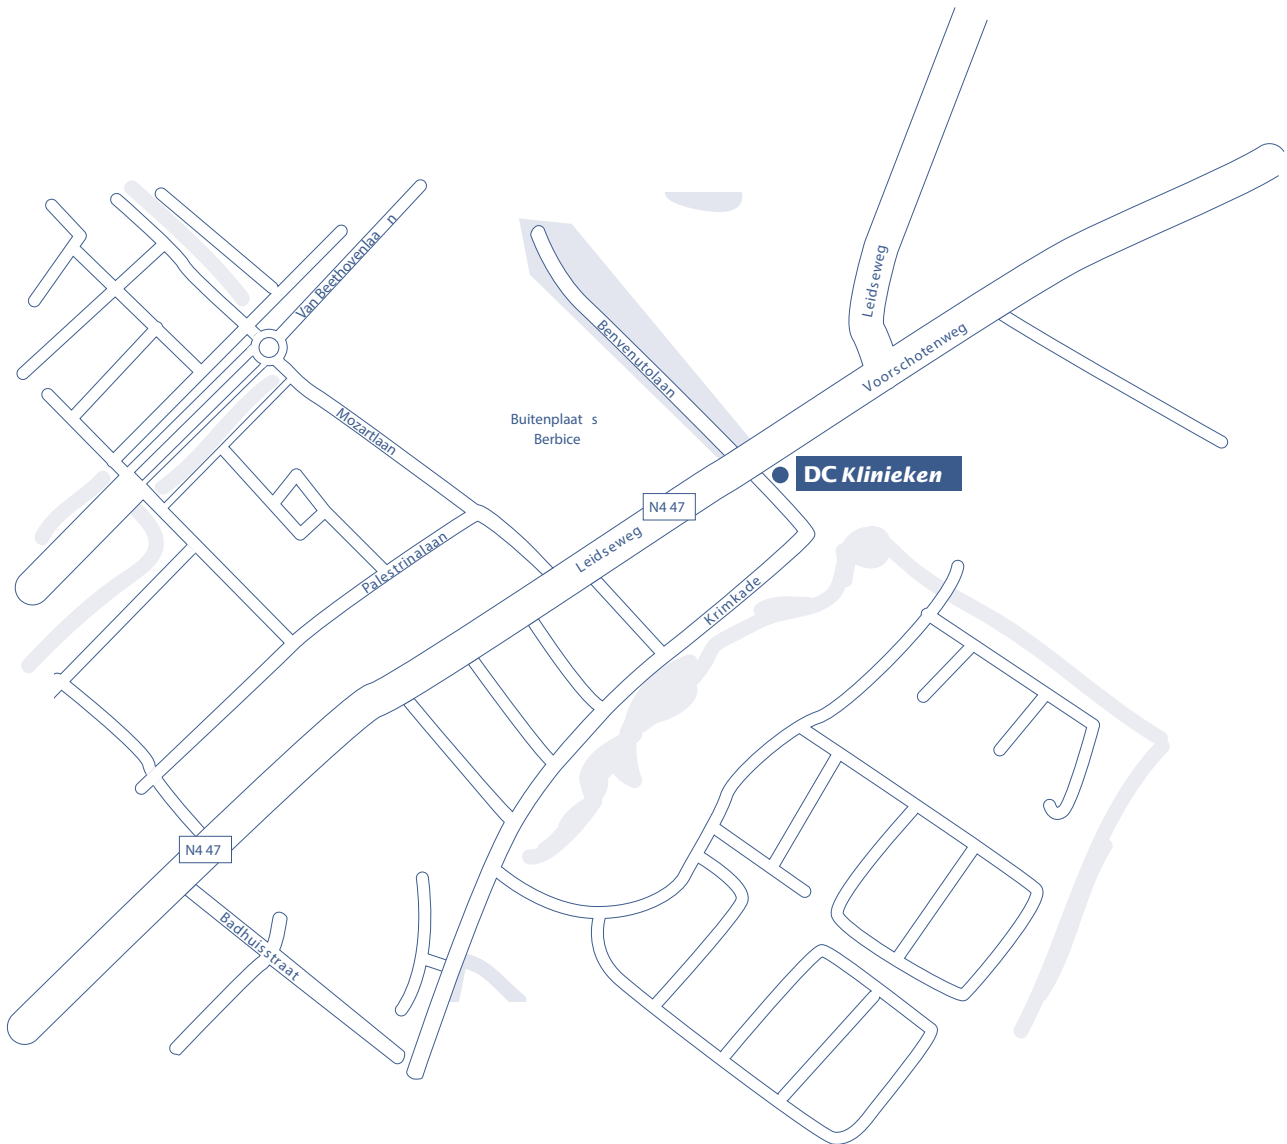 Van Beethovenlaa n
Leidseweg
Benvenutolaan
Voorschotenweg
Buitenplaat s
Berbice
Mozartlaan
DC Klinieken
N4 47
Leidseweg
Palestrinalaan
Krimkade
N4 47
Badhuisstraat